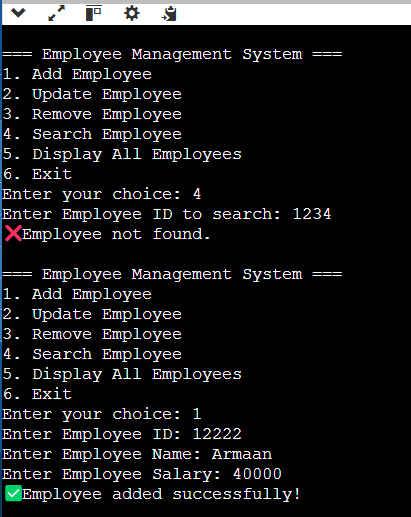 === Employee Management System ===
1. Add Employee
2. Update Employee
3. Remove Employee
4. Search Employee
5. Display All Employees
6. Exit
Enter your choice: 4
Enter Employee ID to search: 1234
❌Employee not found.
=== Employee Management System ===
1. Add Employee
2. Update Employee
3. Remove Employee
4. Search Employee
5. Display All Employees
6. Exit
Enter your choice: 1
Enter Employee ID: 12222
Enter Employee Name: Armaan
Enter Employee Salary: 40000
✅Employee added successfully!